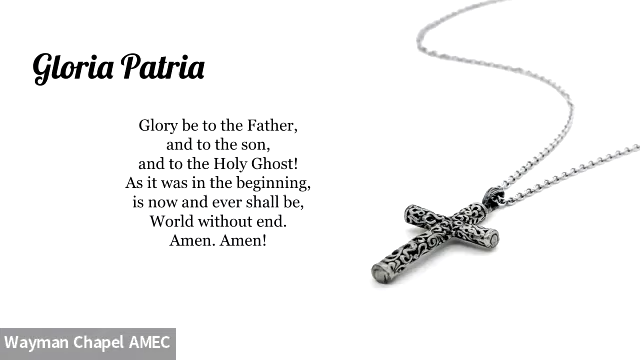 Gloria Patria
Glory be to the Father,
and to the son,
and to the Holy Ghost!
As it was in the beginning,
is now and ever shall be,
World without end.
Amen. Amen!
Wayman Chapel AMEC